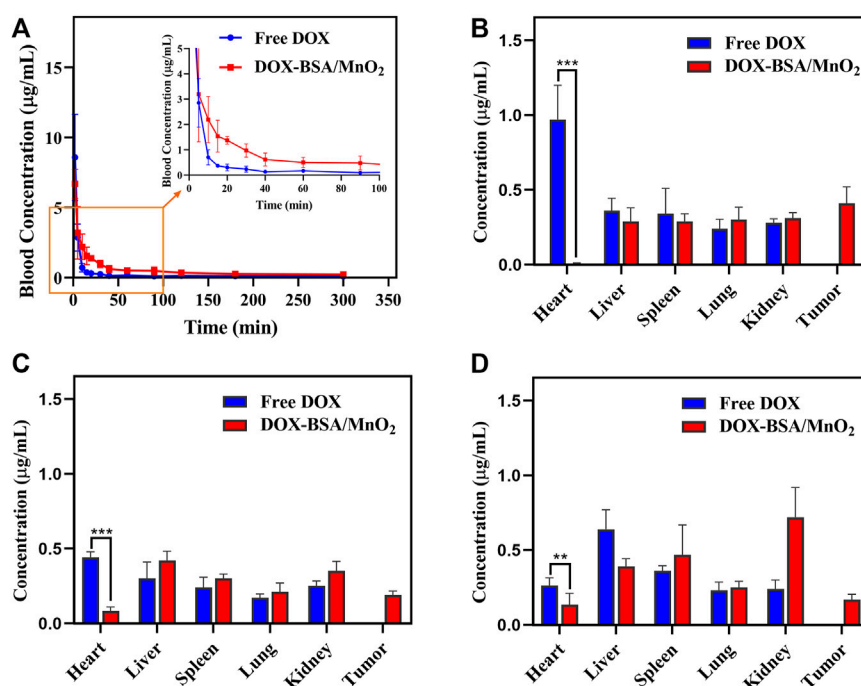 A
Blood Concentration (μg/mL)
15
10
5
0
0 50 100 150 200 250 300 350
Time (min)
Free DOX
DOX-BSA/MnO₂
Blood Concentration (μg/mL)
5
4
3
2
1
0
0 20 40 60 80 100
Time (min)
B
Concentration (μg/mL)
1.5
1.0
0.5
0.0
Free DOX
DOX-BSA/MnO₂
***
Heart Liver Spleen Lung Kidney Tumor
C
Concentration (μg/mL)
1.5
1.0
0.5
0.0
Free DOX
DOX-BSA/MnO₂
***
Heart Liver Spleen Lung Kidney Tumor
D
Concentration (μg/mL)
1.5
1.0
0.5
0.0
Free DOX
DOX-BSA/MnO₂
**
Heart Liver Spleen Lung Kidney Tumor